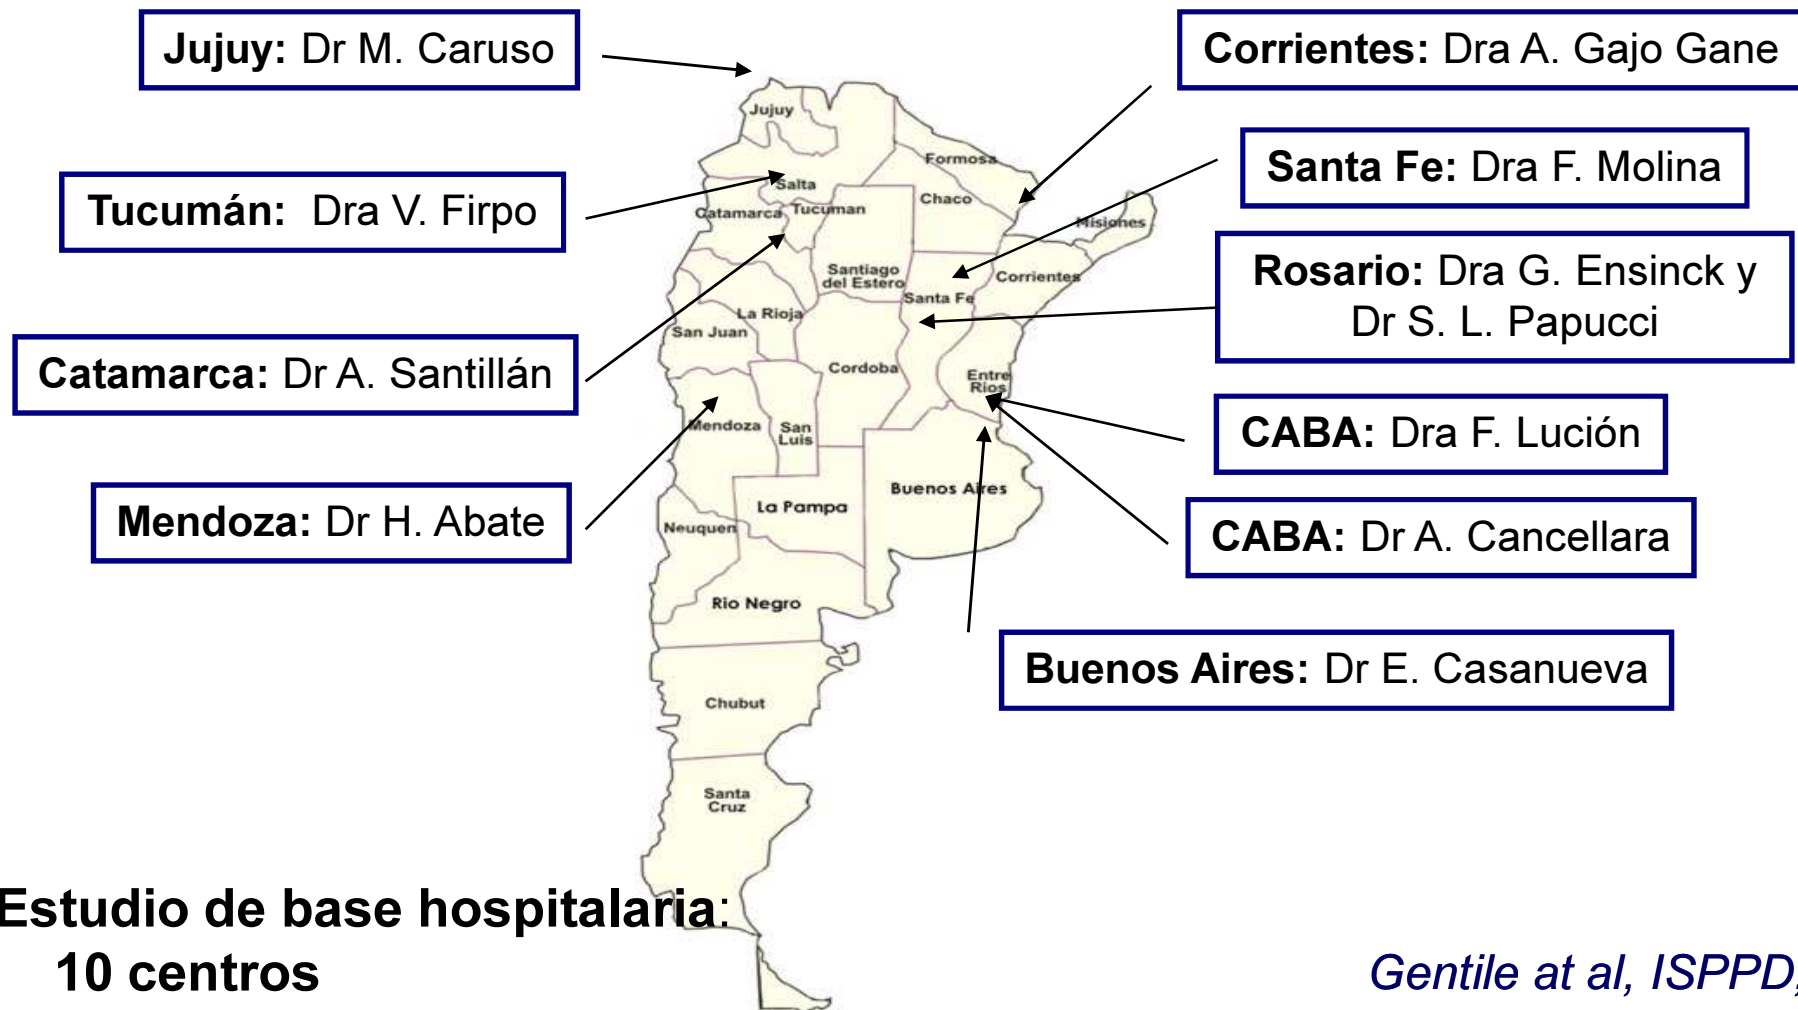 Jujuy: Dr M. Caruso
Corrientes: Dra A. Gajo Gane
Tucumán: Dra V. Firpo
Santa Fe: Dra F. Molina
Rosario: Dra G. Ensinck y
Dr S. L. Papucci
Catamarca: Dr A. Santillán
CABA: Dra F. Lución
Mendoza: Dr H. Abate
CABA: Dr A. Cancellara
Buenos Aires: Dr E. Casanueva
Jujuy
Formosa
Salta
Chaco
Catamarca
Tucuman
Misiones
Santiago
del Estero
Corrientes
Santa Fe
La Rioja
San Juan
Cordoba
Entre
Rios
Mendoza
San
Luis
Buenos Aires
La Pampa
Neuquen
Rio Negro
Chubut
Santa
Cruz
Estudio de base hospitalaria:
10 centros
Gentile at al, ISPPD,